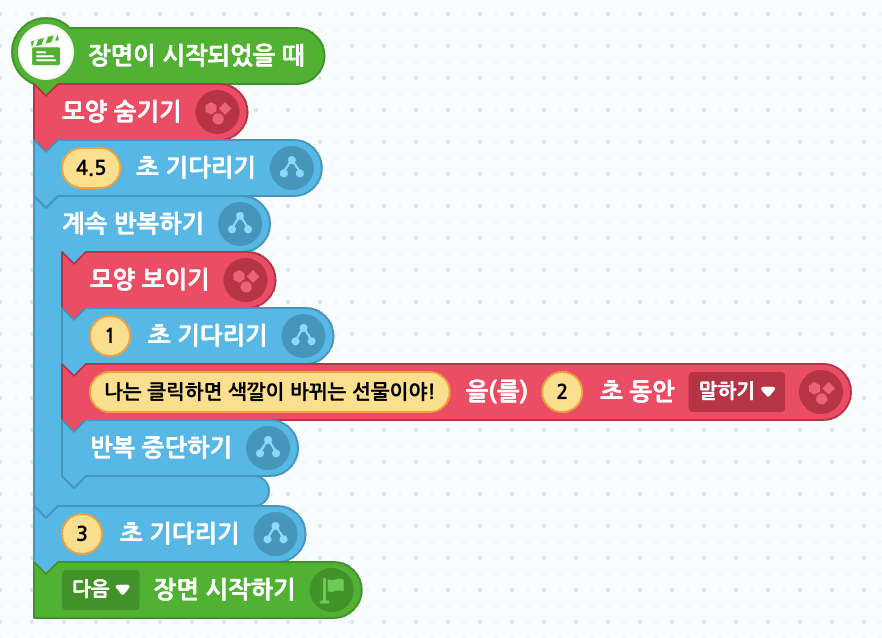 장면이 시작되었을 때
모양 숨기기
4.5 초 기다리기
계속 반복하기
모양 보이기
1 초 기다리기
나는 클릭하면 색깔이 바뀌는 선물이야! 을(를) 2 초 동안 말하기
반복 중단하기
3 초 기다리기
다음 장면 시작하기